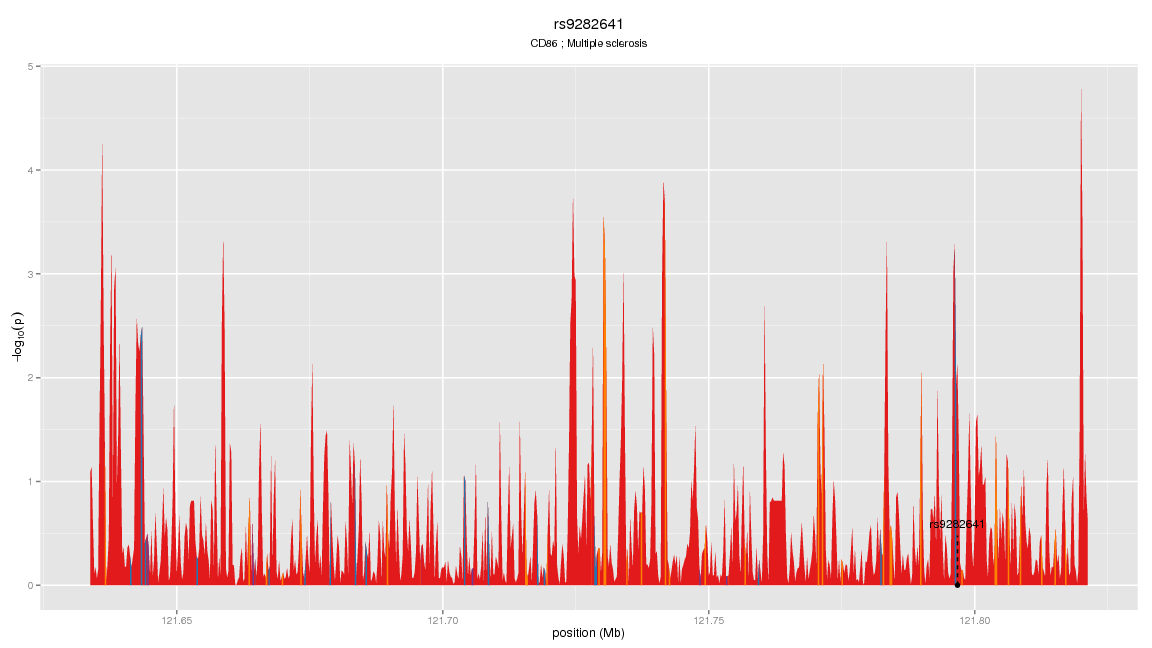 rs9282641
CD86 ; Multiple sclerosis
5
4
3
2
1
0
−log10(p)
rs9282641
121.65
121.70
121.75
121.80
position (Mb)